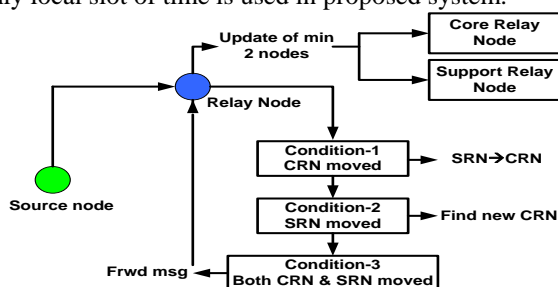 ly local slot of time is used in proposed system.
Update of min
2 nodes
Core Relay
Node
Support Relay
Node
Relay Node
Source node
Condition-1
CRN moved
SRN→CRN
Condition-2
SRN moved
Find new CRN
Condition-3
Both CRN & SRN moved
Frwd msg